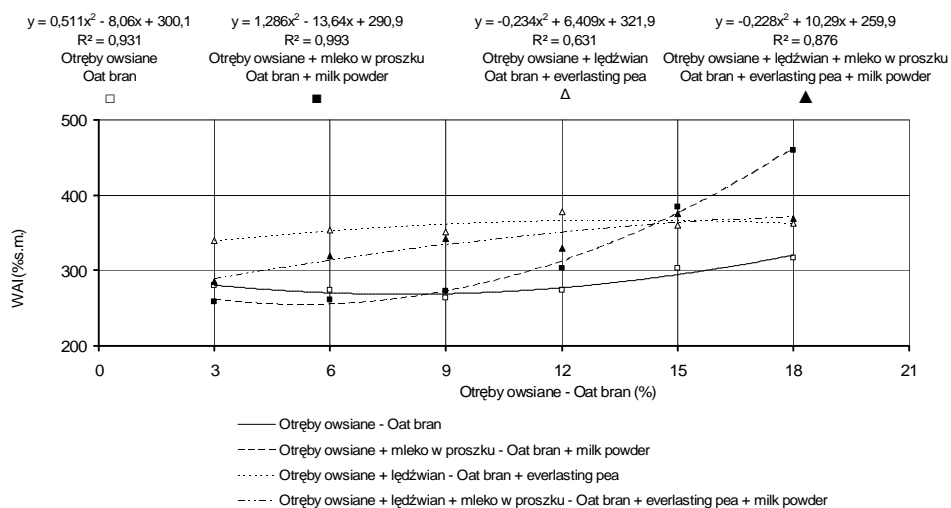 y = 0,511x² - 8,06x + 300,1
R² = 0,931
Otręby owsiane
Oat bran
y = 1,286x² - 13,64x + 290,9
R² = 0,993
Otręby owsiane + mleko w proszku
Oat bran + milk powder
y = -0,234x² + 6,409x + 321,9
R² = 0,631
Otręby owsiane + lędźwian
Oat bran + everlasting pea
y = -0,228x² + 10,29x + 259,9
R² = 0,876
Otręby owsiane + lędźwian + mleko w proszku
Oat bran + everlasting pea + milk powder
500
400
300
200
WAI (%s.m.)
0 3 6 9 12 15 18 21
Otręby owsiane - Oat bran (%)
Otręby owsiane - Oat bran
Otręby owsiane + mleko w proszku - Oat bran + milk powder
Otręby owsiane + lędźwian - Oat bran + everlasting pea
Otręby owsiane + lędźwian + mleko w proszku - Oat bran + everlasting pea + milk powder